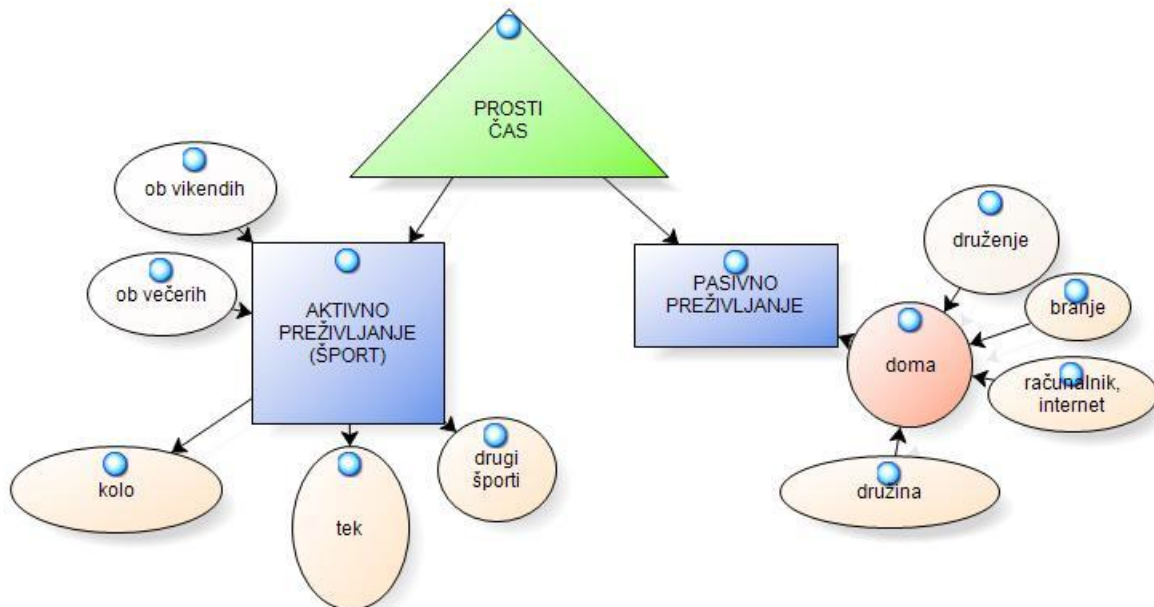 PROSTI
ČAS
ob vikendih
ob večerih
AKTIVNO
PREŽIVLJANJE
(ŠPORT)
kolo
tek
drugi
športi
PASIVNO
PREŽIVLJANJE
druženje
branje
doma
računalnik,
internet
družina